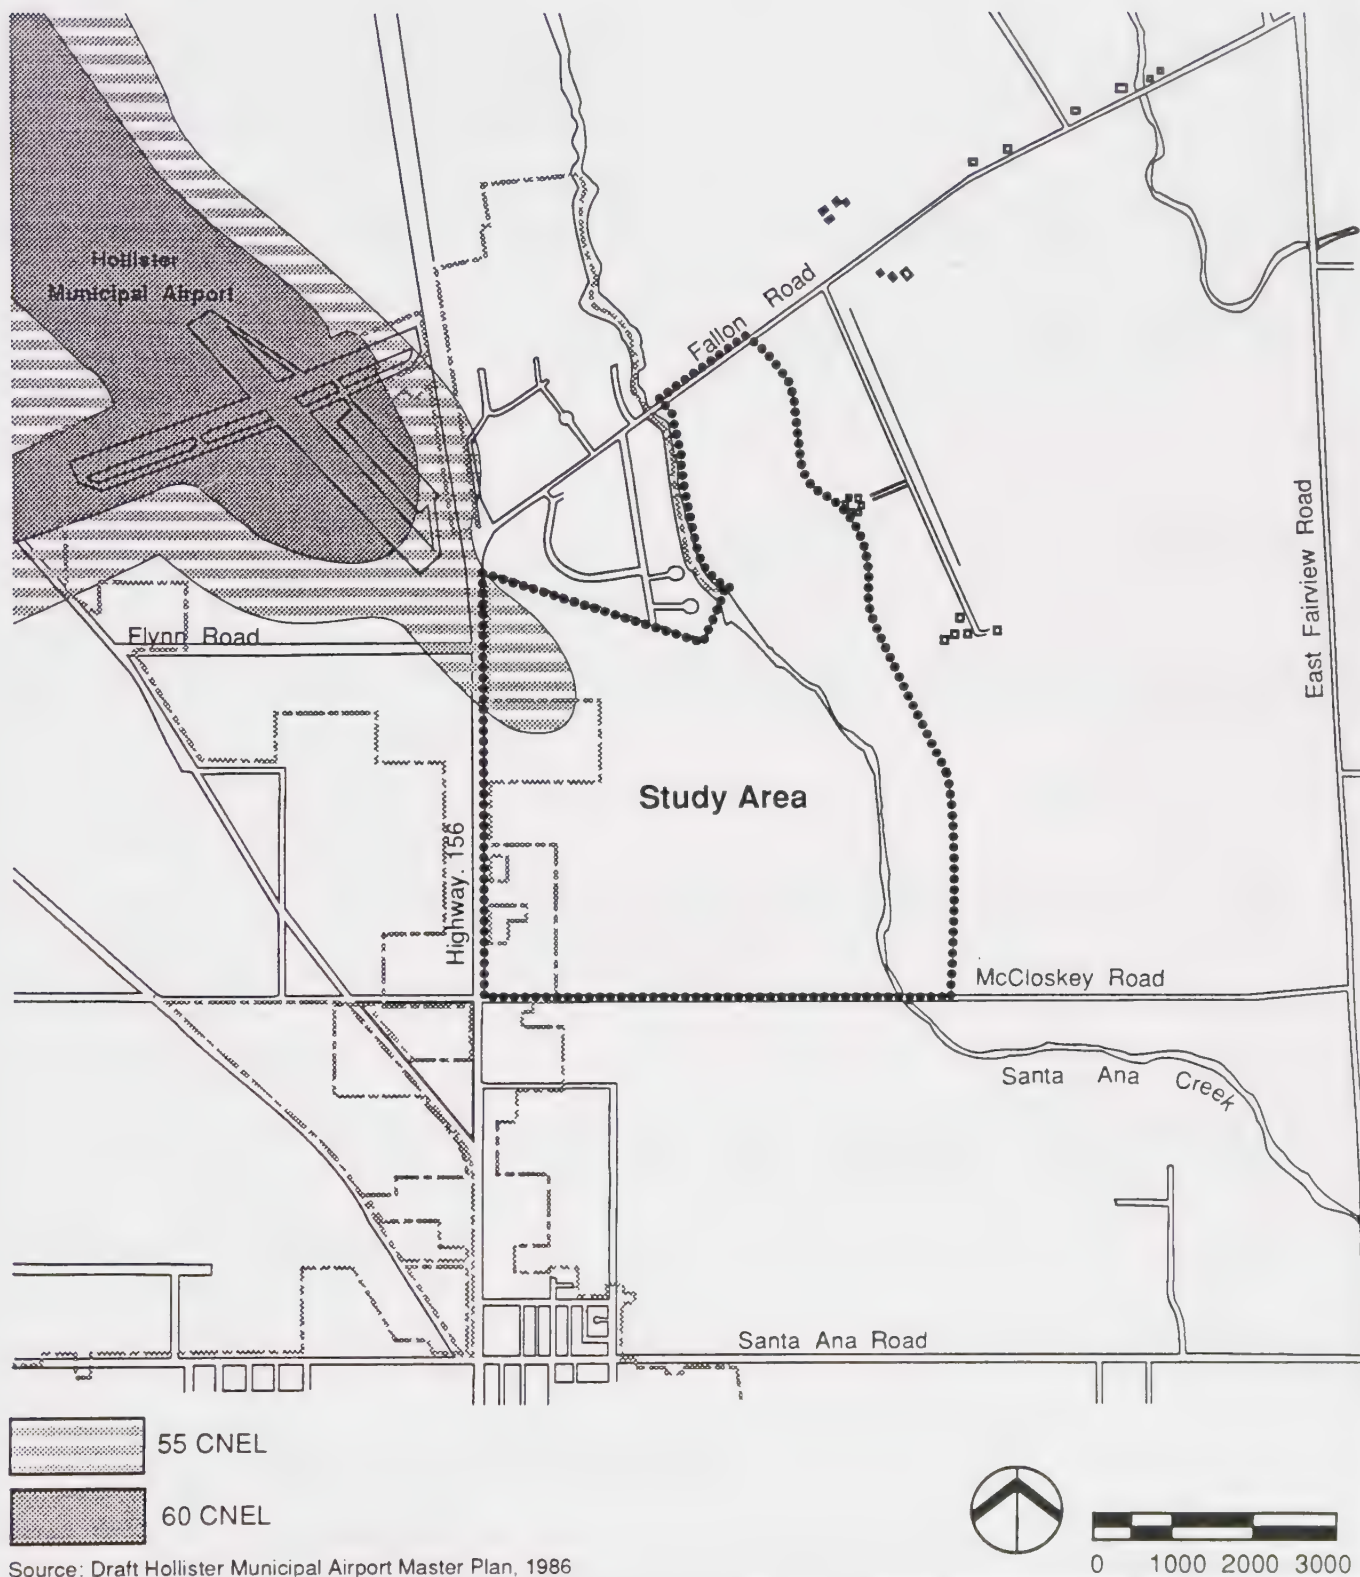 Hollister
Municipal Airport
Fallon Road
Flynn Road
East Fairview Road
Study Area
Highway. 156
McCloskey Road
Santa Ana Creek
Santa Ana Road
55 CNEL
60 CNEL
0 1000 2000 3000
Source: Draft Hollister Municipal Airport Master Plan, 1986